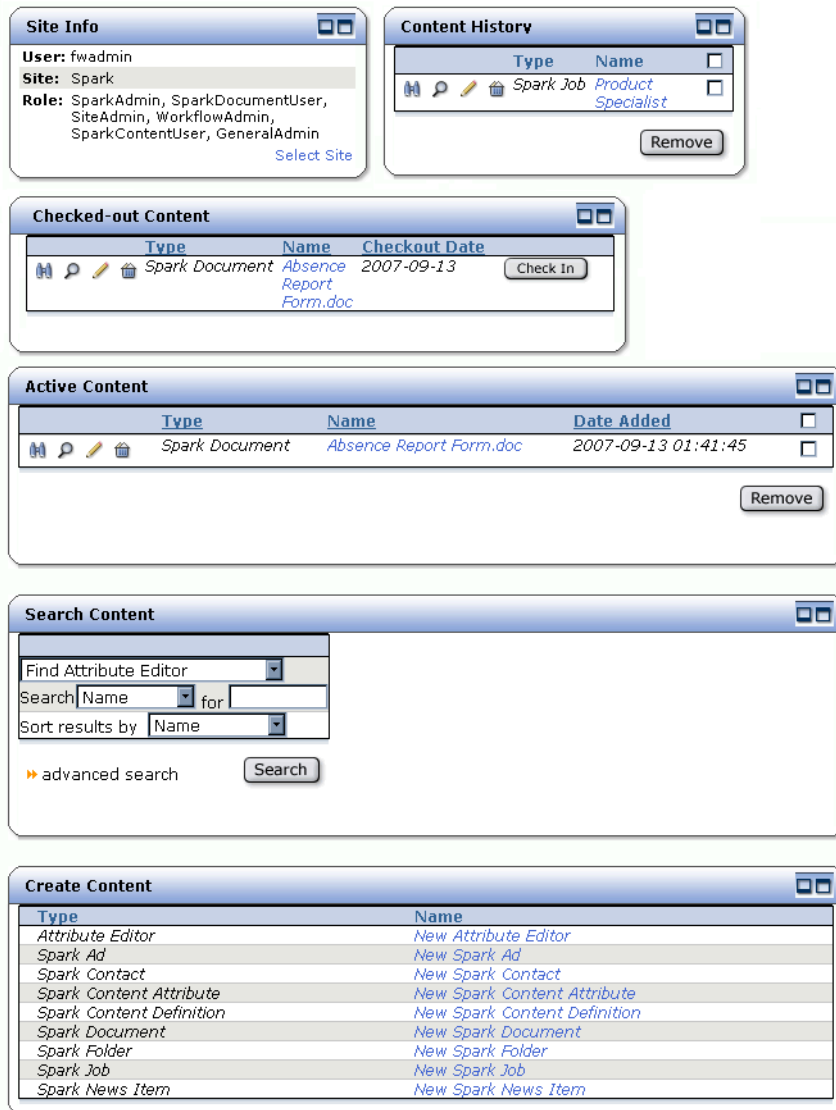 Site Info
User: fwadmin
Site: Spark
Role: SparkAdmin, SparkDocumentUser,
SiteAdmin, WorkflowAdmin,
SparkContentUser, GeneralAdmin
Select Site
Content History
Type Name
Spark Job Product
Specialist
Remove
Checked-out Content
Type Name Checkout Date
Spark Document Absence 2007-09-13 Check In
Report
Form.doc
Active Content
Type Name Date Added
Spark Document Absence Report Form.doc 2007-09-13 01:41:45
Remove
Search Content
Find Attribute Editor
Search Name for
Sort results by Name
advanced search Search
Create Content
Type Name
Attribute Editor New Attribute Editor
Spark Ad New Spark Ad
Spark Contact New Spark Contact
Spark Content Attribute New Spark Content Attribute
Spark Content Definition New Spark Content Definition
Spark Document New Spark Document
Spark Folder New Spark Folder
Spark Job New Spark Job
Spark News Item New Spark News Item